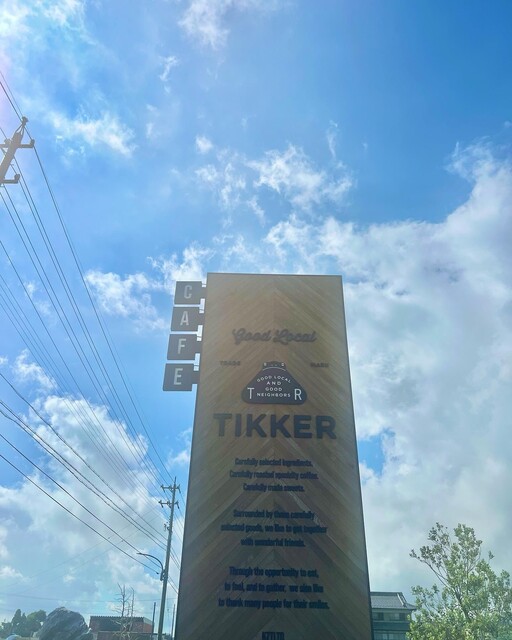 C
A
F
E
Good Local
TRADE MARK
GOOD LOCAL
AND
GOOD
NEIGHBORS
T R
TIKKER
Carefully selected ingredients.
Carefully roasted specialty coffee.
Carefully made sweets.
Surrounded by these carefully
selected goods, we like to get together
with wonderful friends.
Through the opportunity to eat,
to feel, and to gather, we also like
to thank many people for their smiles.